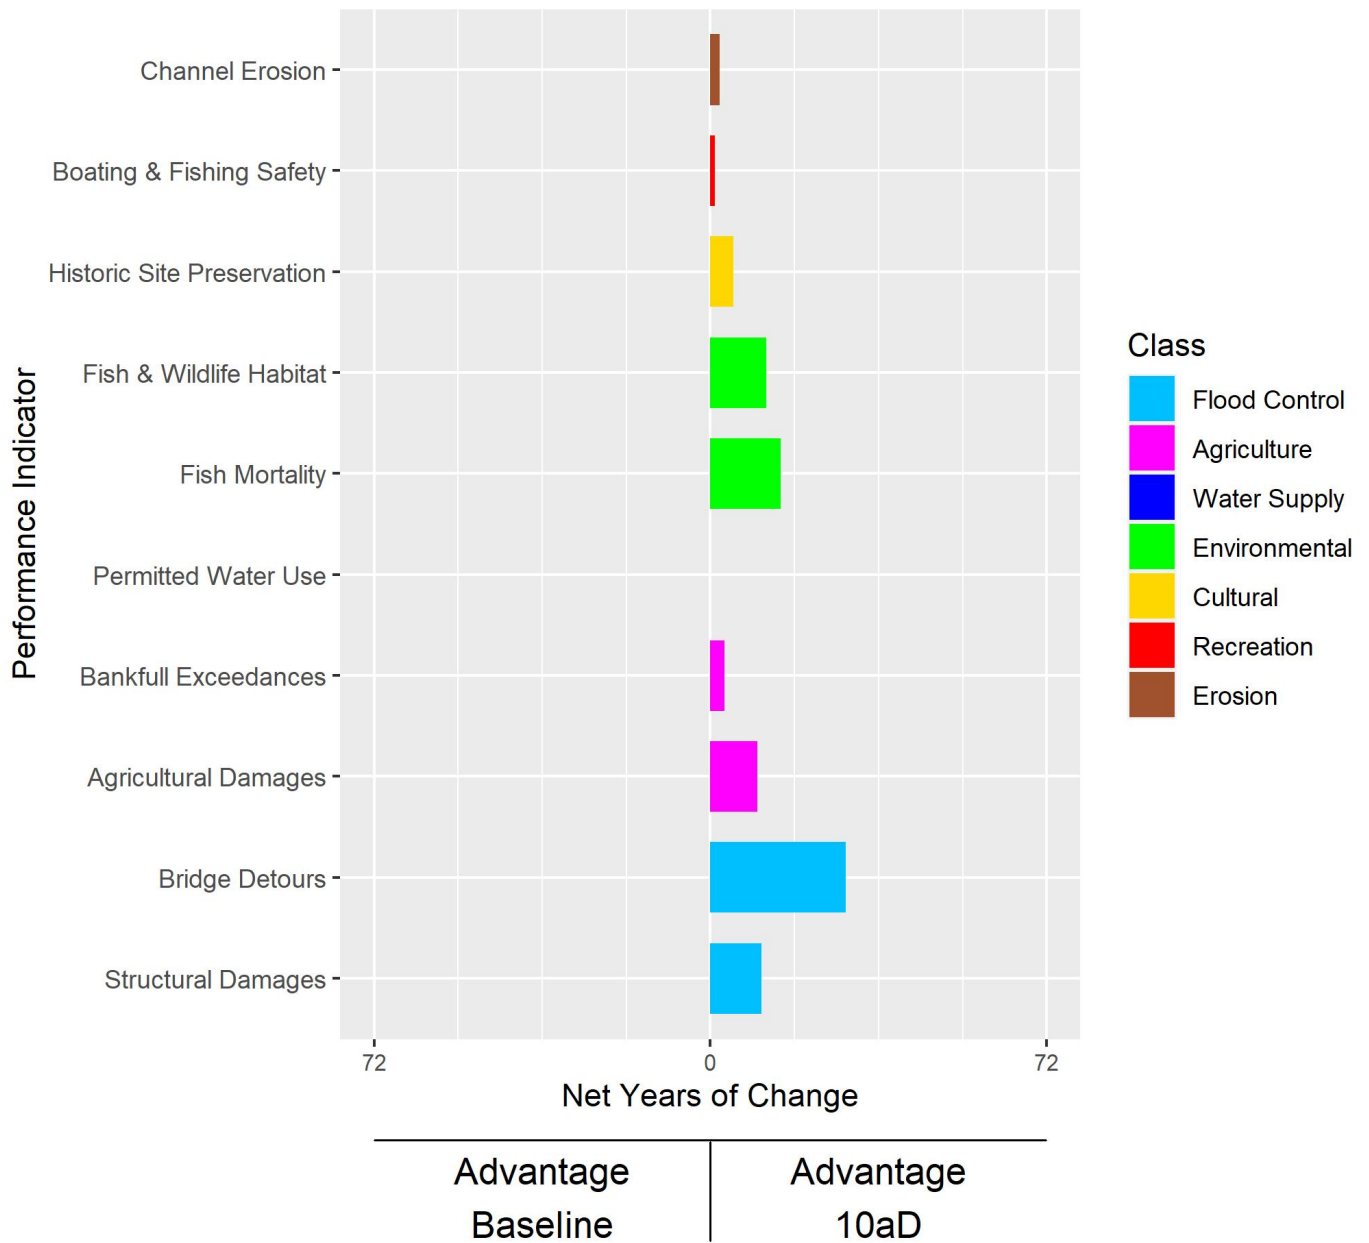 Channel Erosion
Boating & Fishing Safety
Historic Site Preservation
Fish & Wildlife Habitat
Fish Mortality
Permitted Water Use
Bankfull Exceedances
Agricultural Damages
Bridge Detours
Structural Damages
Performance Indicator
72 0 72
Net Years of Change
Advantage Advantage
Baseline 10aD
Class
Flood Control
Agriculture
Water Supply
Environmental
Cultural
Recreation
Erosion